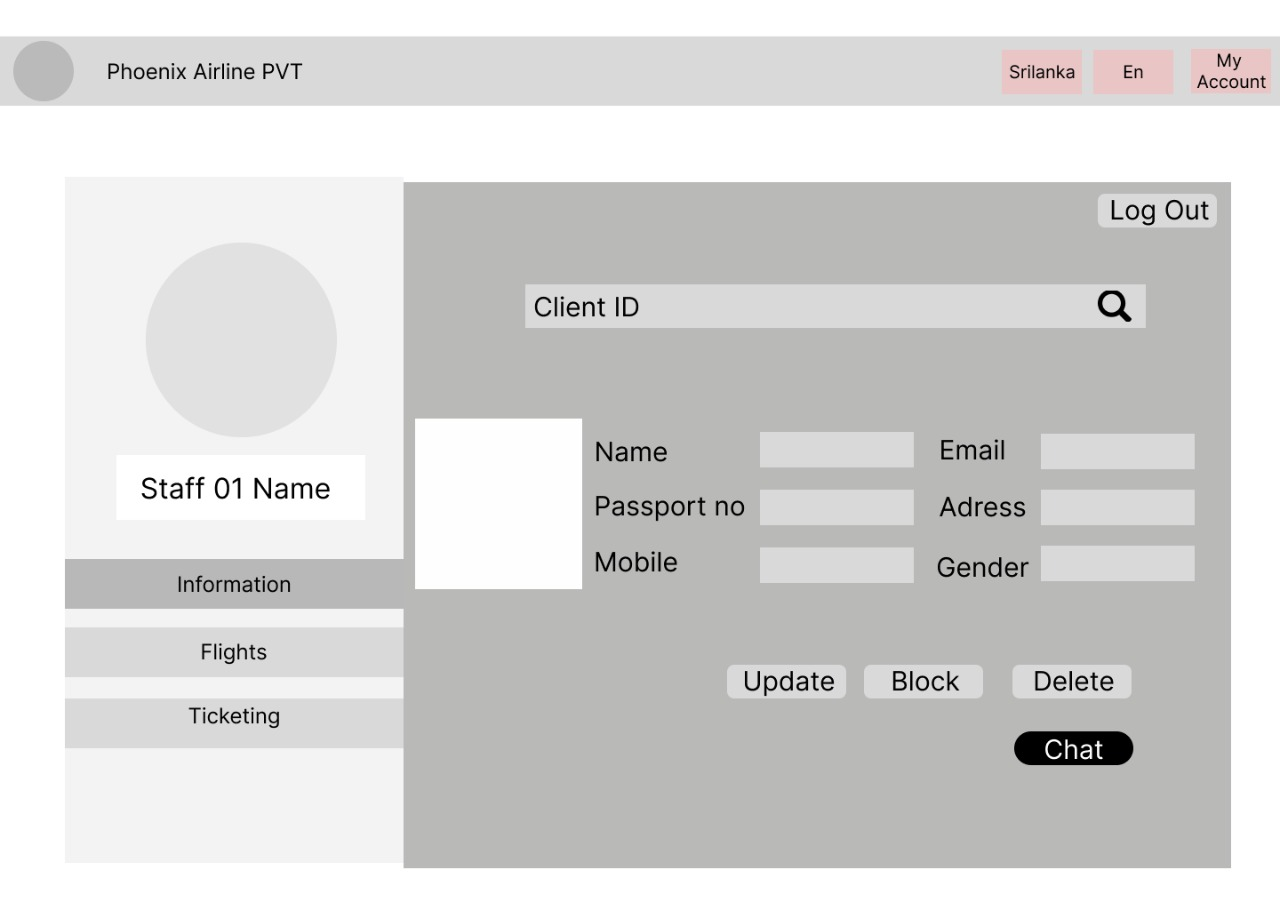 Phoenix Airline PVT
Srilanka
En
My
Account
Log Out
Client ID
Staff 01 Name
Information
Flights
Ticketing
Name
Email
Passport no
Adress
Mobile
Gender
Update
Block
Delete
Chat